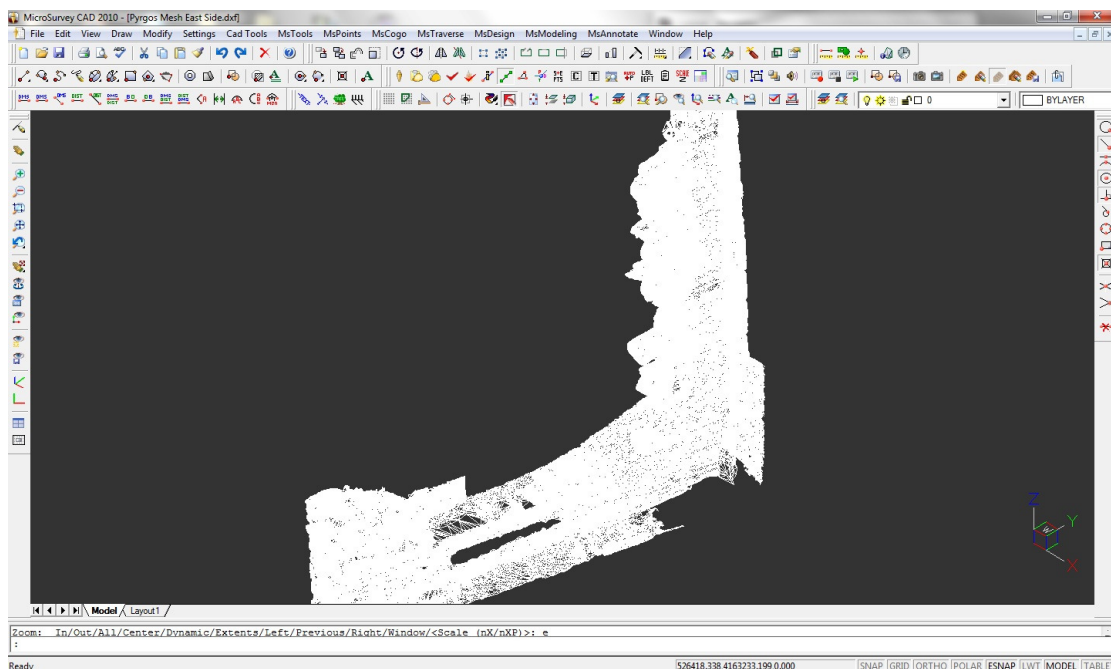 MicroSurvey CAD 2010 - [Pyrgos Mesh East Side.dxf]
File Edit View Draw Modify Settings Cad Tools MsTools MsPoints MsCogo MsTraverse MsDesign MsModeling MsAnnotate Window Help
0 BYLAYER
Z
Y
X
Model Layout1
Zoom: In/Out/All/Center/Dynamic/Extents/Left/Previous/Right/Window/<Scale (nX/nXP)>: e
:
Ready 526418.338,4163233.199,0.000 SNAP GRID ORTHO POLAR ESNAP LWT MODEL TABLE